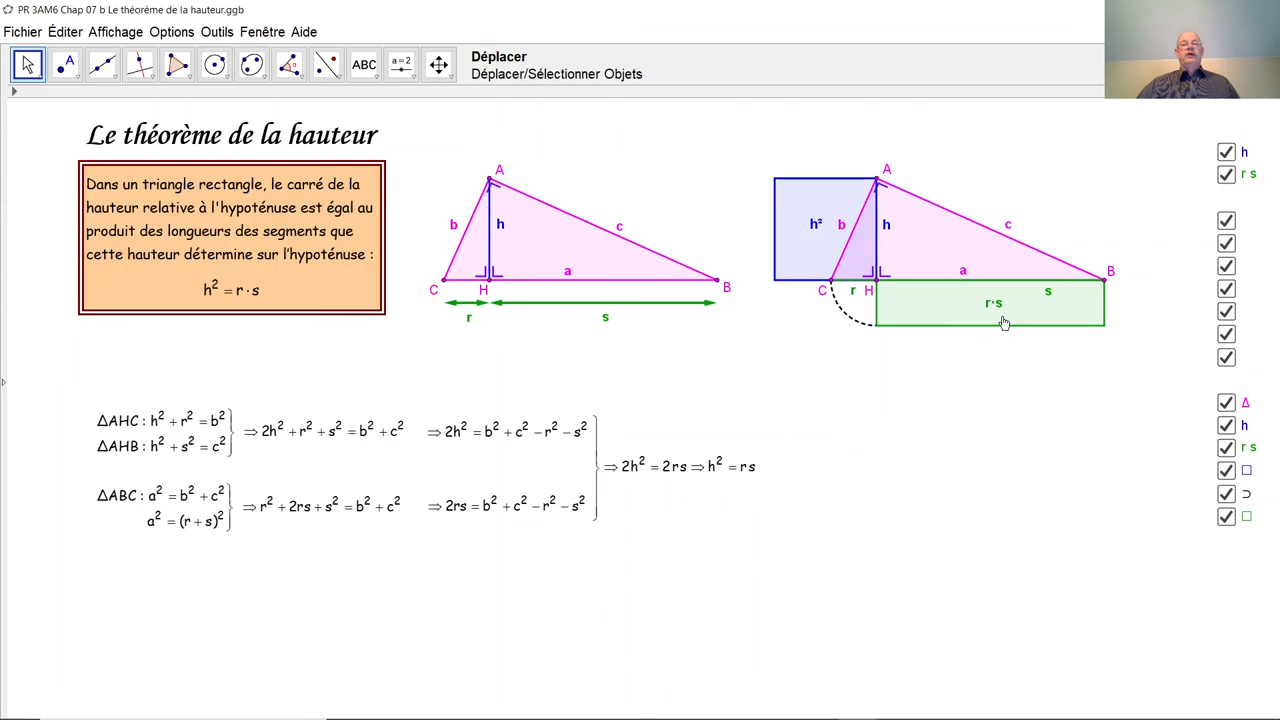 PR 3AM6 Chap 07 b Le théorème de la hauteur.ggb
Fichier Éditer Affichage Options Outils Fenêtre Aide
A
ABC
a=2
Déplacer
Déplacer/Sélectionner Objets
Le théorème de la hauteur
Dans un triangle rectangle, le carré de la
hauteur relative à l'hypoténuse est égal au
produit des longueurs des segments que
cette hauteur détermine sur l'hypoténuse :
h² = r · s
A
b h c
a
C H B
r s
A
h² b h c
a B
C r H s
r·s
h
r s
Δ
h
r s
□
⊃
□
ΔAHC : h² + r² = b²
ΔAHB : h² + s² = c²
⇒ 2h² + r² + s² = b² + c²
⇒ 2h² = b² + c² − r² − s²
ΔABC : a² = b² + c²
a² = (r + s)²
⇒ r² + 2rs + s² = b² + c²
⇒ 2rs = b² + c² − r² − s²
⇒ 2h² = 2rs ⇒ h² = rs